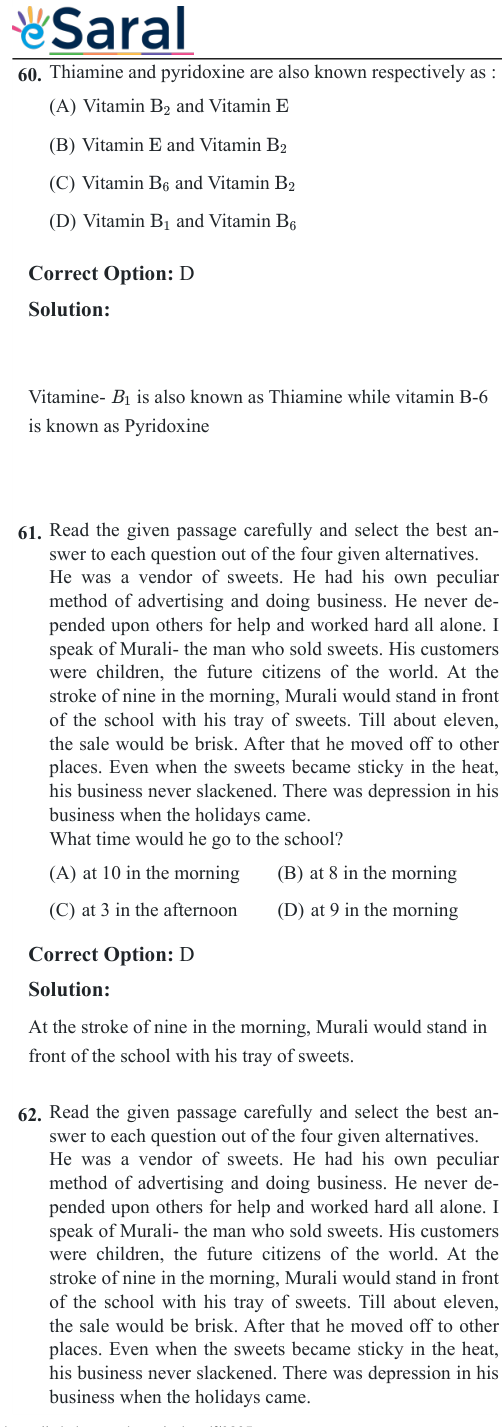 eSaral
60. Thiamine and pyridoxine are also known respectively as :
(A) Vitamin B₂ and Vitamin E
(B) Vitamin E and Vitamin B₂
(C) Vitamin B₆ and Vitamin B₂
(D) Vitamin B₁ and Vitamin B₆
Correct Option: D
Solution:
Vitamine- B₁ is also known as Thiamine while vitamin B-6
is known as Pyridoxine
61. Read the given passage carefully and select the best an-
swer to each question out of the four given alternatives.
He was a vendor of sweets. He had his own peculiar
method of advertising and doing business. He never de-
pended upon others for help and worked hard all alone. I
speak of Murali- the man who sold sweets. His customers
were children, the future citizens of the world. At the
stroke of nine in the morning, Murali would stand in front
of the school with his tray of sweets. Till about eleven,
the sale would be brisk. After that he moved off to other
places. Even when the sweets became sticky in the heat,
his business never slackened. There was depression in his
business when the holidays came.
What time would he go to the school?
(A) at 10 in the morning (B) at 8 in the morning
(C) at 3 in the afternoon (D) at 9 in the morning
Correct Option: D
Solution:
At the stroke of nine in the morning, Murali would stand in
front of the school with his tray of sweets.
62. Read the given passage carefully and select the best an-
swer to each question out of the four given alternatives.
He was a vendor of sweets. He had his own peculiar
method of advertising and doing business. He never de-
pended upon others for help and worked hard all alone. I
speak of Murali- the man who sold sweets. His customers
were children, the future citizens of the world. At the
stroke of nine in the morning, Murali would stand in front
of the school with his tray of sweets. Till about eleven,
the sale would be brisk. After that he moved off to other
places. Even when the sweets became sticky in the heat,
his business never slackened. There was depression in his
business when the holidays came.